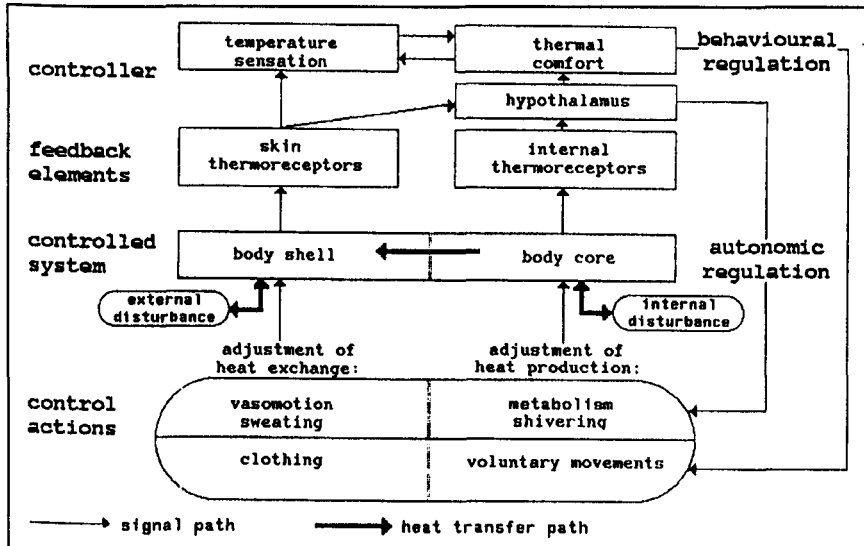 temperature
sensation
thermal
comfort
behavioural
regulation
controller
hypothalamus
feedback
elements
skin
thermoreceptors
internal
thermoreceptors
controlled
system
body shell
body core
autonomic
regulation
external
disturbance
internal
disturbance
adjustment of
heat exchange:
adjustment of
heat production:
control
actions
vasomotion
sweating
metabolism
shivering
clothing
voluntary movements
signal path
heat transfer path